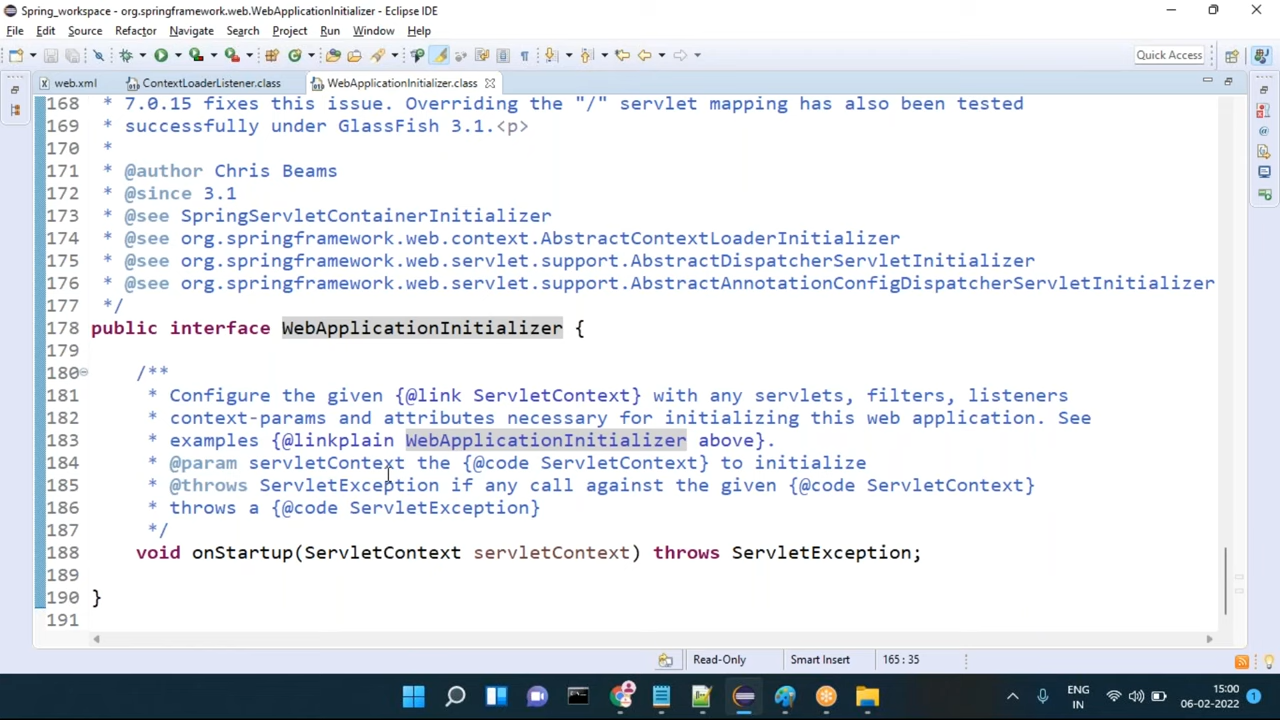 Spring_workspace - org.springframework.web.WebApplicationInitializer - Eclipse IDE
File Edit Source Refactor Navigate Search Project Run Window Help
Quick Access
web.xml ContextLoaderListener.class WebApplicationInitializer.class
168 * 7.0.15 fixes this issue. Overriding the "/" servlet mapping has also been tested
169 * successfully under GlassFish 3.1.<p>
170 *
171 * @author Chris Beams
172 * @since 3.1
173 * @see SpringServletContainerInitializer
174 * @see org.springframework.web.context.AbstractContextLoaderInitializer
175 * @see org.springframework.web.servlet.support.AbstractDispatcherServletInitializer
176 * @see org.springframework.web.servlet.support.AbstractAnnotationConfigDispatcherServletInitializer
177 */
178 public interface WebApplicationInitializer {
179
180 /**
181 * Configure the given {@link ServletContext} with any servlets, filters, listeners
182 * context-params and attributes necessary for initializing this web application. See
183 * examples {@linkplain WebApplicationInitializer above}.
184 * @param servletContext the {@code ServletContext} to initialize
185 * @throws ServletException if any call against the given {@code ServletContext}
186 * throws a {@code ServletException}
187 */
188 void onStartup(ServletContext servletContext) throws ServletException;
189
190 }
191
Read-Only Smart Insert 165 : 35
ENG
IN
15:00
06-02-2022
1